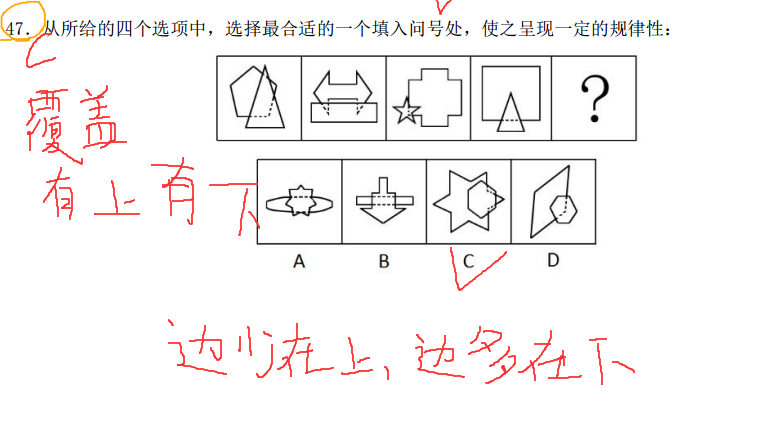 47. 从所给的四个选项中，选择最合适的一个填入问号处，使之呈现一定的规律性：
C
覆盖
有上有下
?
A B C D
边少在上，边多在下